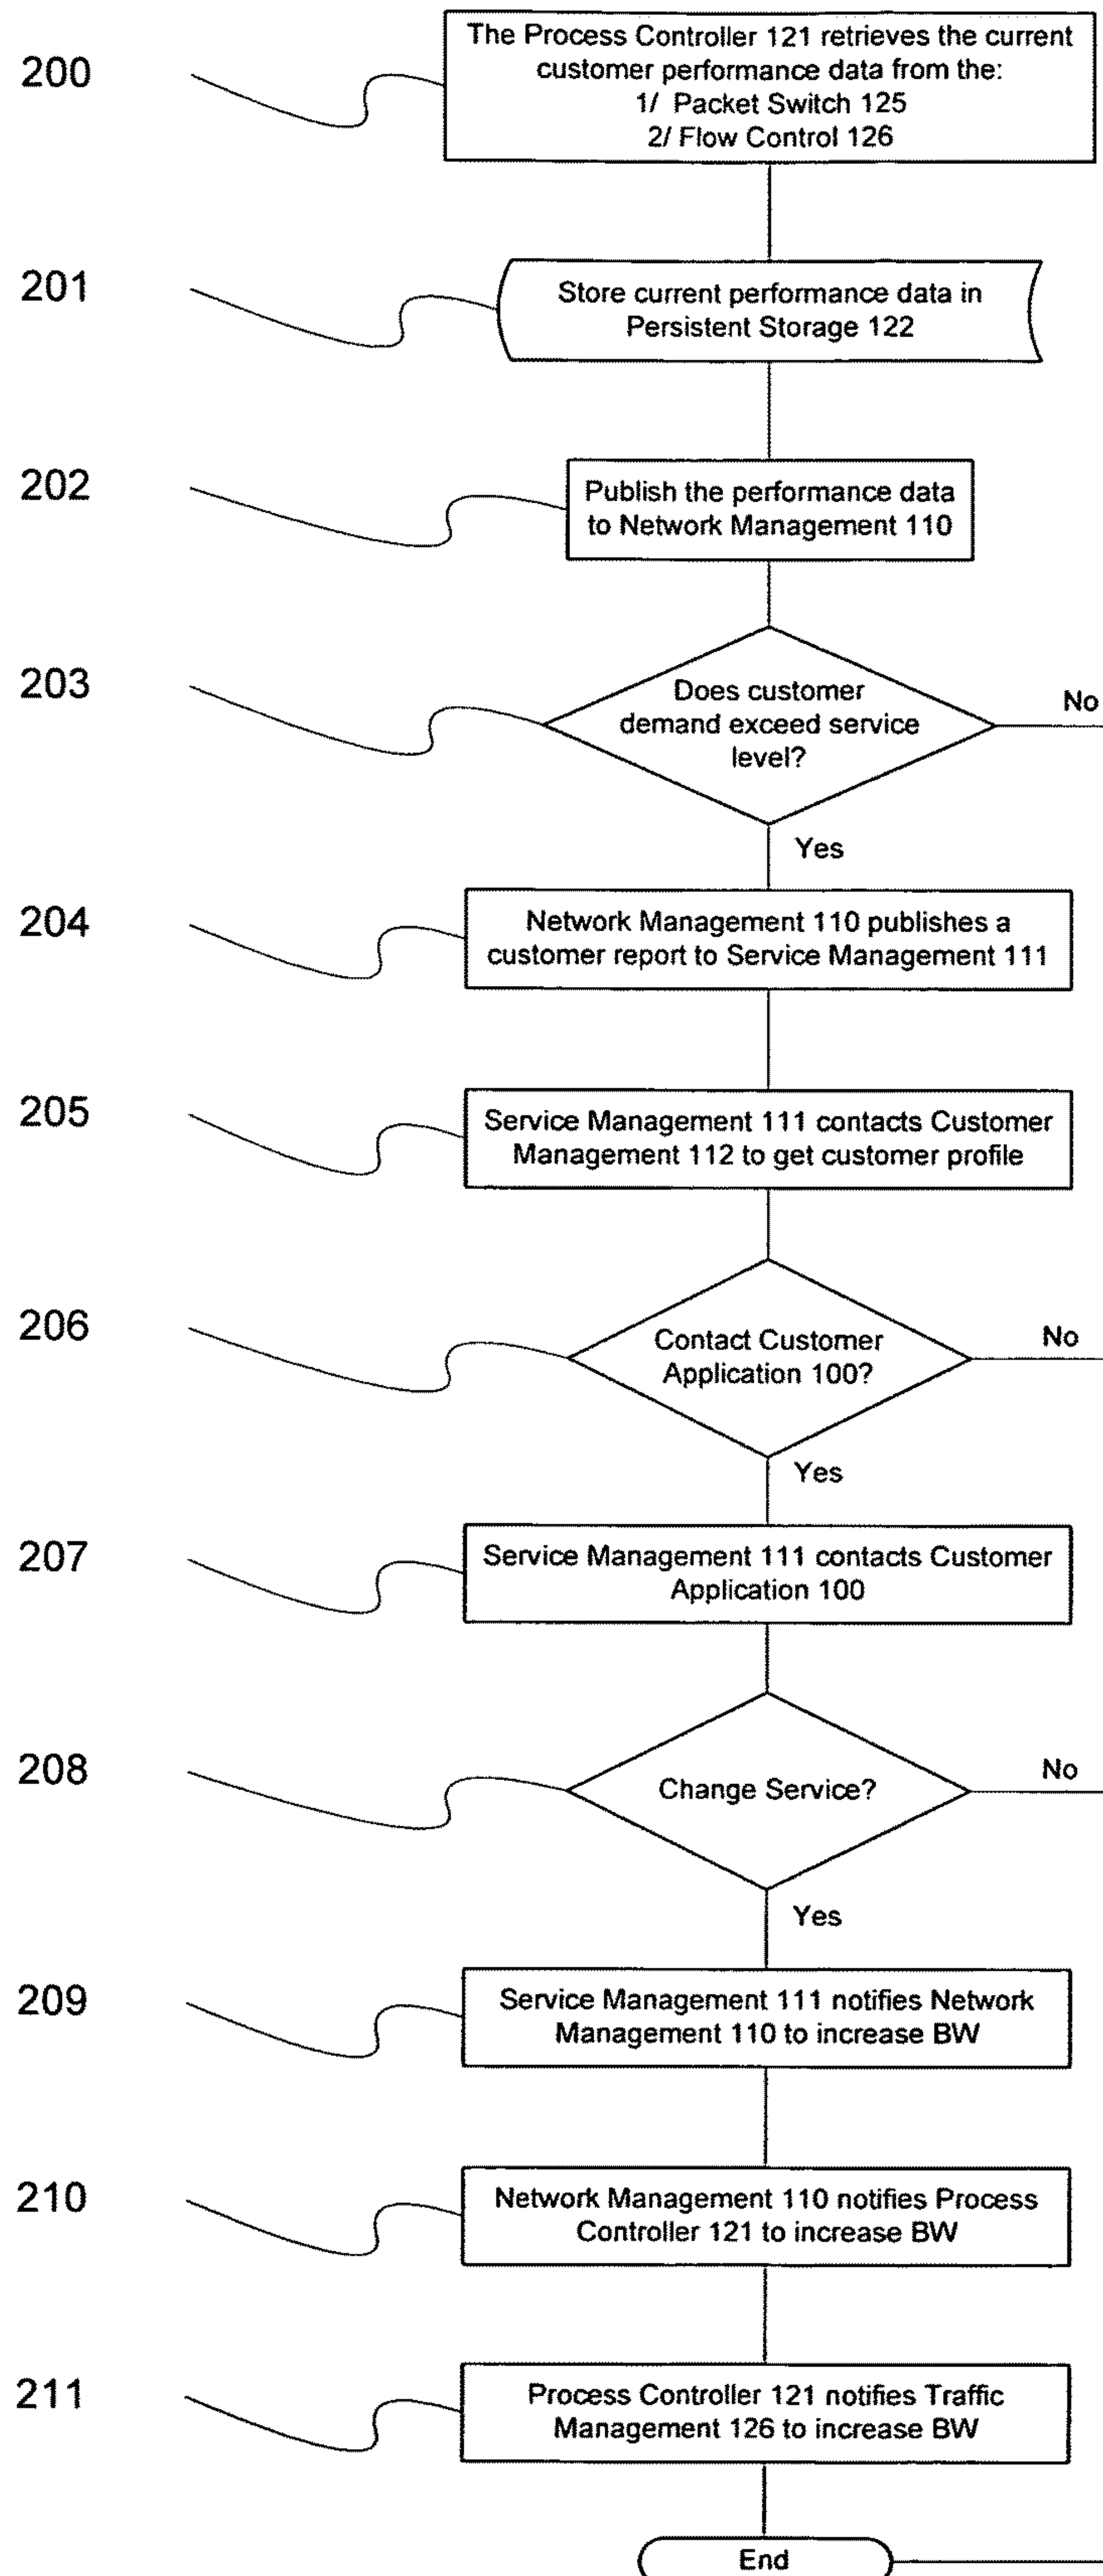 200
The Process Controller 121 retrieves the current
customer performance data from the:
1/ Packet Switch 125
2/ Flow Control 126
201
Store current performance data in
Persistent Storage 122
202
Publish the performance data
to Network Management 110
203
Does customer
demand exceed service
level?
No
Yes
204
Network Management 110 publishes a
customer report to Service Management 111
205
Service Management 111 contacts Customer
Management 112 to get customer profile
206
Contact Customer
Application 100?
No
Yes
207
Service Management 111 contacts Customer
Application 100
208
Change Service?
No
Yes
209
Service Management 111 notifies Network
Management 110 to increase BW
210
Network Management 110 notifies Process
Controller 121 to increase BW
211
Process Controller 121 notifies Traffic
Management 126 to increase BW
End